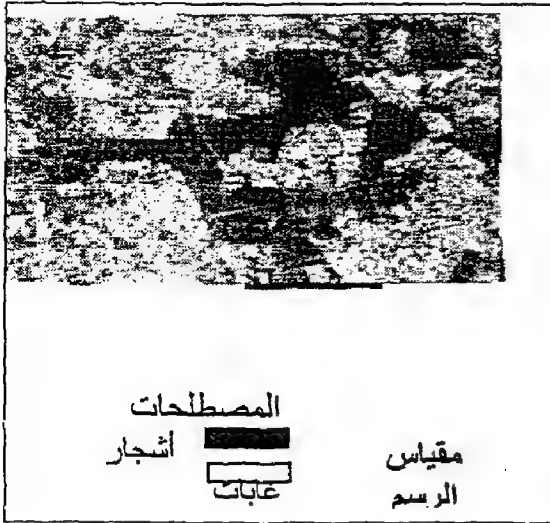 المصطلحات
أشجار
غابات
مقياس
الرسم